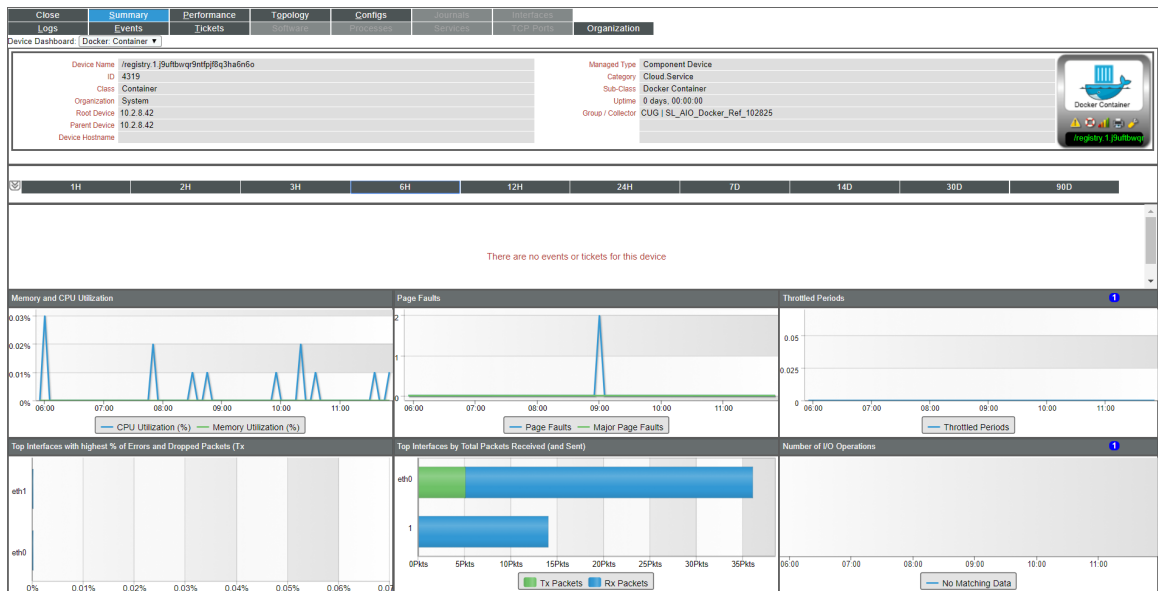 Close Summary Performance Topology Configs Journals Interfaces
Logs Events Tickets Software Processes Services TCP Ports Organization
Device Dashboard: Docker: Container ▼
Device Name /registry.1.j9uftbwqr9ntfpjf8q3ha6n6o
ID 4319
Class Container
Organization System
Root Device 10.2.8.42
Parent Device 10.2.8.42
Device Hostname
Managed Type Component Device
Category Cloud.Service
Sub-Class Docker Container
Uptime 0 days, 00:00:00
Group / Collector CUG | SL_AIO_Docker_Ref_102825
Docker Container
/registry.1.j9uftbwqr
1H 2H 3H 6H 12H 24H 7D 14D 30D 90D
There are no events or tickets for this device
Memory and CPU Utilization
0.03%
0.02%
0.01%
0%
06:00 07:00 08:00 09:00 10:00 11:00
CPU Utilization (%) Memory Utilization (%)
Page Faults
2
1
0
06:00 07:00 08:00 09:00 10:00 11:00
Page Faults Major Page Faults
Throttled Periods 1
0.05
0.025
0
06:00 07:00 08:00 09:00 10:00 11:00
Throttled Periods
Top Interfaces with highest % of Errors and Dropped Packets (Tx
eth1
eth0
0% 0.01% 0.02% 0.03% 0.04% 0.05% 0.06% 0.07
Top Interfaces by Total Packets Received (and Sent)
eth0
1
0Pkts 5Pkts 10Pkts 15Pkts 20Pkts 25Pkts 30Pkts 35Pkts
Tx Packets Rx Packets
Number of I/O Operations 1
06:00 07:00 08:00 09:00 10:00 11:00
No Matching Data